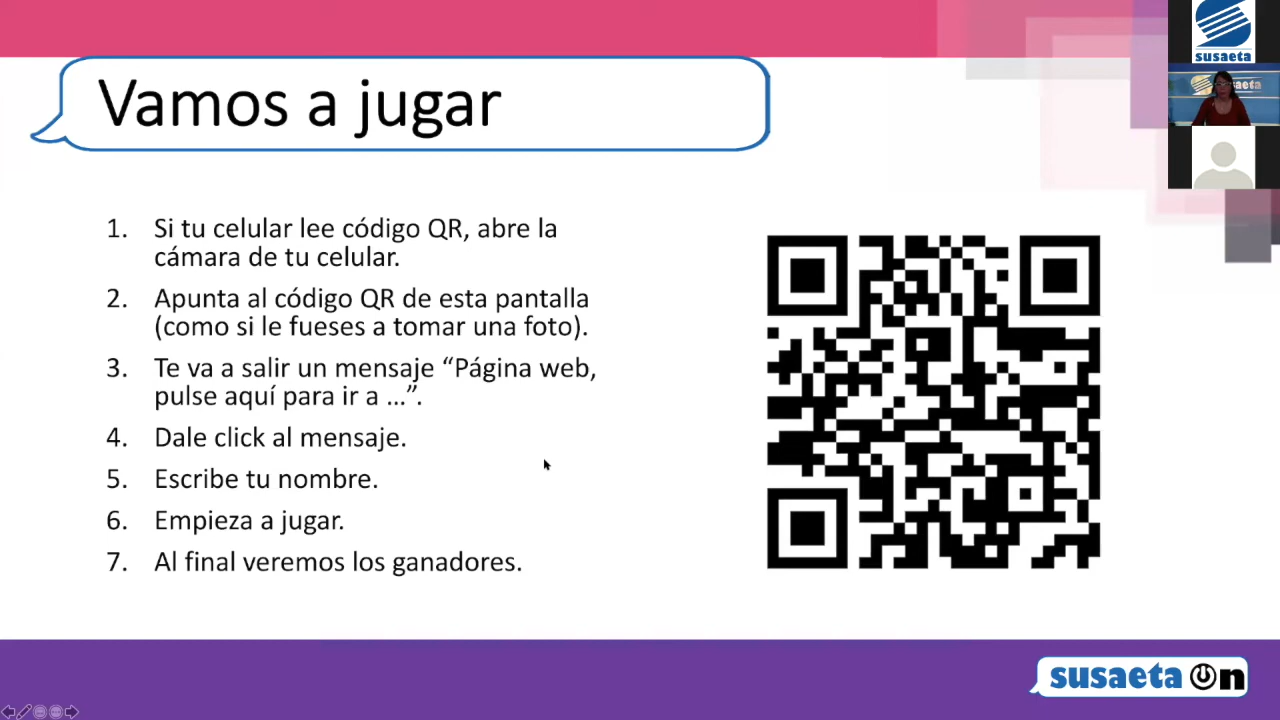 susaeta
Vamos a jugar
1. Si tu celular lee código QR, abre la
cámara de tu celular.
2. Apunta al código QR de esta pantalla
(como si le fueses a tomar una foto).
3. Te va a salir un mensaje “Página web,
pulse aquí para ir a ...”.
4. Dale click al mensaje.
5. Escribe tu nombre.
6. Empieza a jugar.
7. Al final veremos los ganadores.
susaeta On